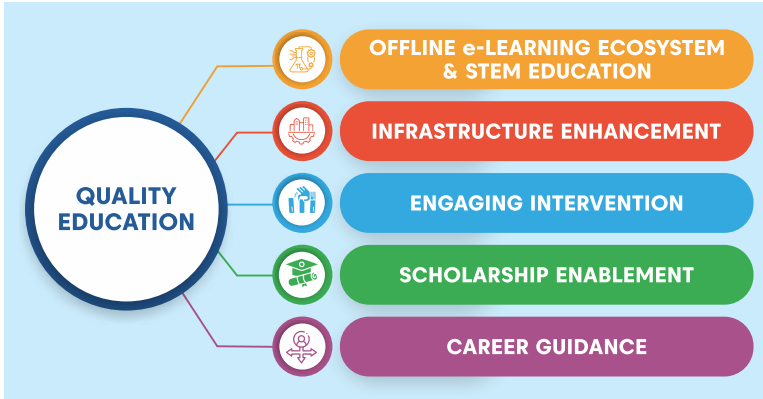 QUALITY
EDUCATION
OFFLINE e-LEARNING ECOSYSTEM
& STEM EDUCATION
INFRASTRUCTURE ENHANCEMENT
ENGAGING INTERVENTION
SCHOLARSHIP ENABLEMENT
CAREER GUIDANCE